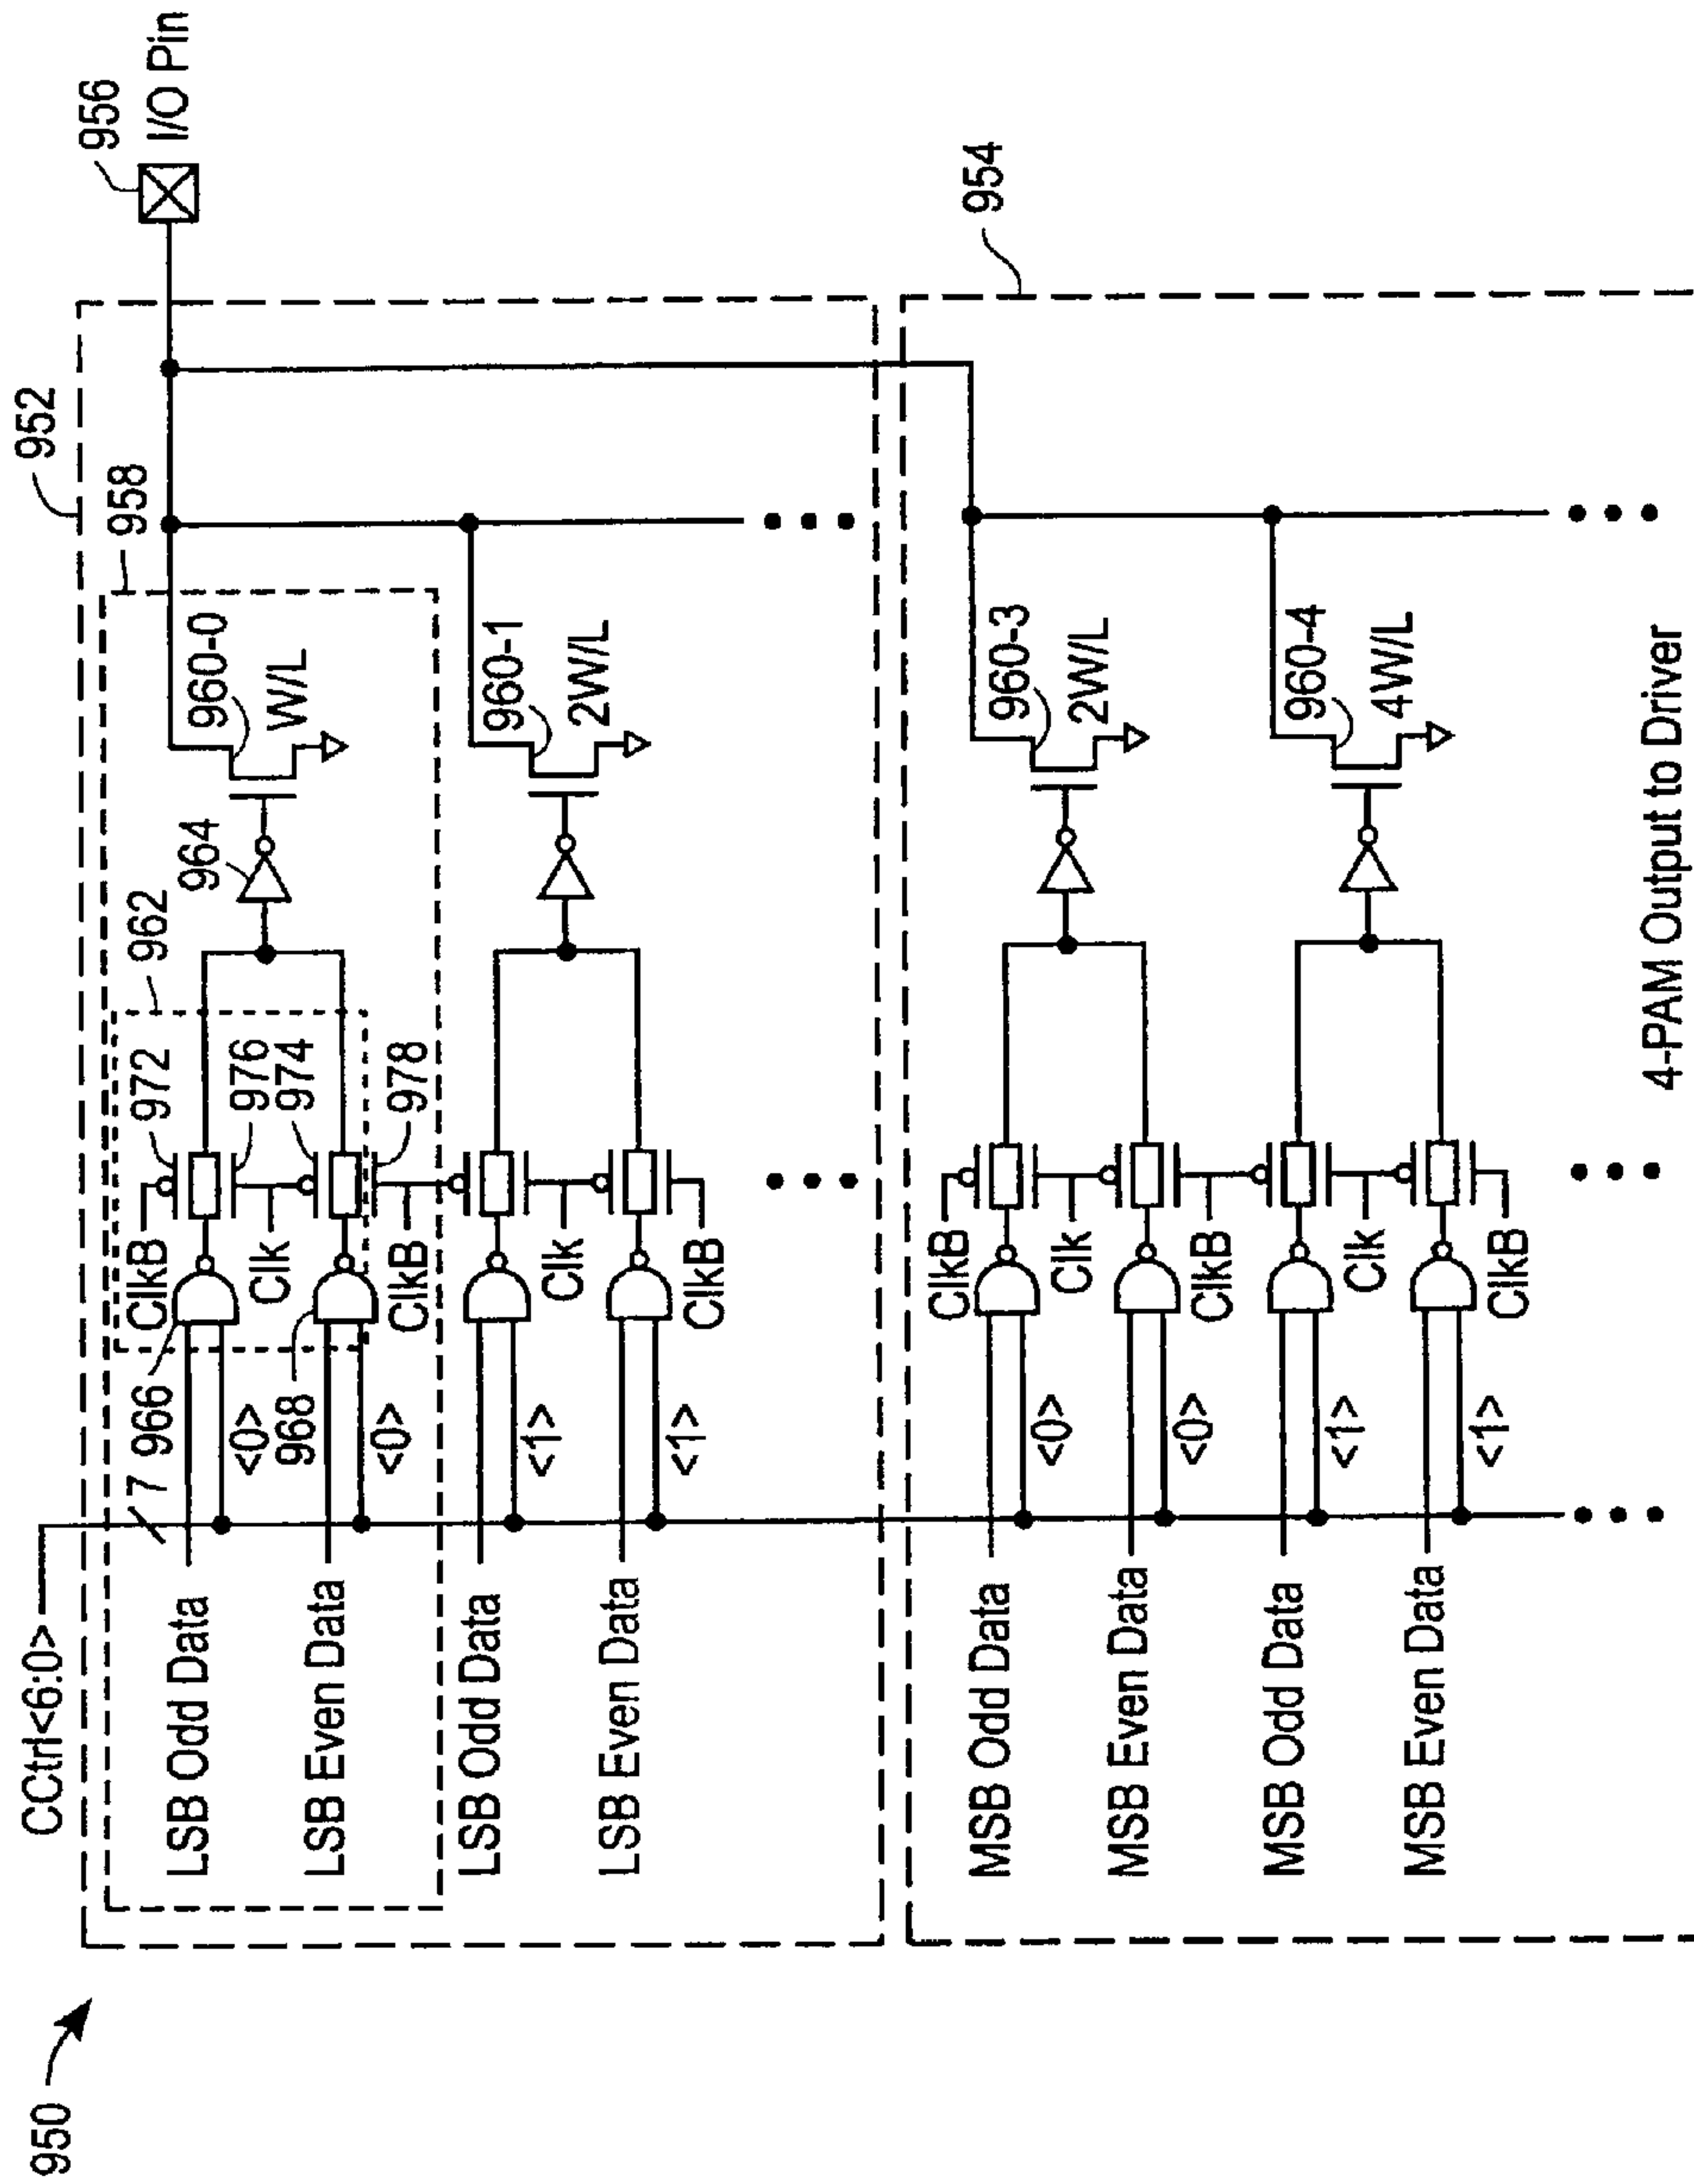 950
CCtrl<6:0>
7
952
956
I/O Pin
958
962
966
972
976
974
968
978
964
960-0
W/L
LSB Odd Data
<0>
ClkB
Clk
LSB Even Data
<0>
ClkB
960-1
2W/L
LSB Odd Data
<1>
Clk
LSB Even Data
<1>
ClkB
954
960-3
2W/L
MSB Odd Data
<0>
ClkB
Clk
MSB Even Data
<0>
ClkB
960-4
4W/L
MSB Odd Data
<1>
Clk
MSB Even Data
<1>
ClkB
4-PAM Output to Driver